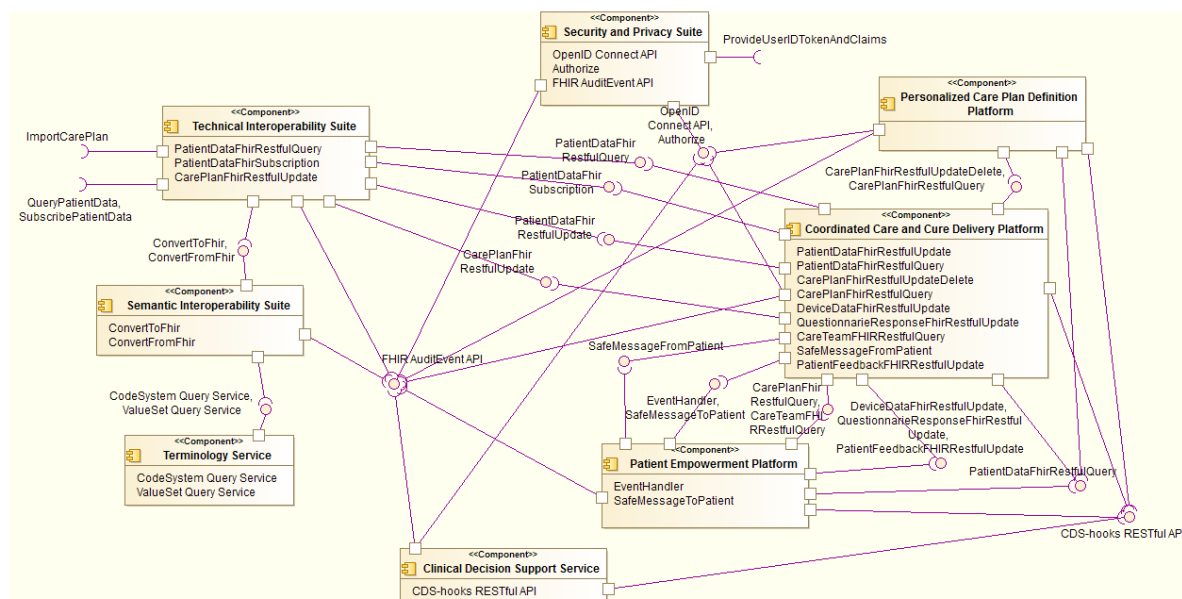 <<Component>>
Security and Privacy Suite
OpenID Connect API
Authorize
FHIR AuditEvent API
ProvideUserIDTokenAndClaims
<<Component>>
Personalized Care Plan Definition
Platform
<<Component>>
Technical Interoperability Suite
PatientDataFhirRestfulQuery
PatientDataFhirSubscription
CarePlanFhirRestfulUpdate
ImportCarePlan
QueryPatientData,
SubscribePatientData
OpenID
Connect API,
Authorize
PatientDataFhir
RestfulQuery
PatientDataFhir
Subscription
PatientDataFhir
RestfulUpdate
CarePlanFhir
RestfulUpdate
CarePlanFhirRestfulUpdateDelete,
CarePlanFhirRestfulQuery
<<Component>>
Coordinated Care and Cure Delivery Platform
PatientDataFhirRestfulUpdate
PatientDataFhirRestfulQuery
CarePlanFhirRestfulUpdateDelete
CarePlanFhirRestfulQuery
DeviceDataFhirRestfulUpdate
QuestionnarieResponseFhirRestfulUpdate
CareTeamFHIRRestfulQuery
SafeMessageFromPatient
PatientFeedbackFHIRRestfulUpdate
ConvertToFhir,
ConvertFromFhir
<<Component>>
Semantic Interoperability Suite
ConvertToFhir
ConvertFromFhir
FHIR AuditEvent API
SafeMessageFromPatient
EventHandler,
SafeMessageToPatient
CarePlanFhir
RestfulQuery,
CareTeamFHI
RRestfulQuery
DeviceDataFhirRestfulUpdate,
QuestionnarieResponseFhirRestful
Update,
PatientFeedbackFHIRRestfulUpdate
CodeSystem Query Service,
ValueSet Query Service
<<Component>>
Terminology Service
CodeSystem Query Service
ValueSet Query Service
<<Component>>
Patient Empowerment Platform
EventHandler
SafeMessageToPatient
PatientDataFhirRestfulQuery
CDS-hooks RESTful AP
<<Component>>
Clinical Decision Support Service
CDS-hooks RESTful API